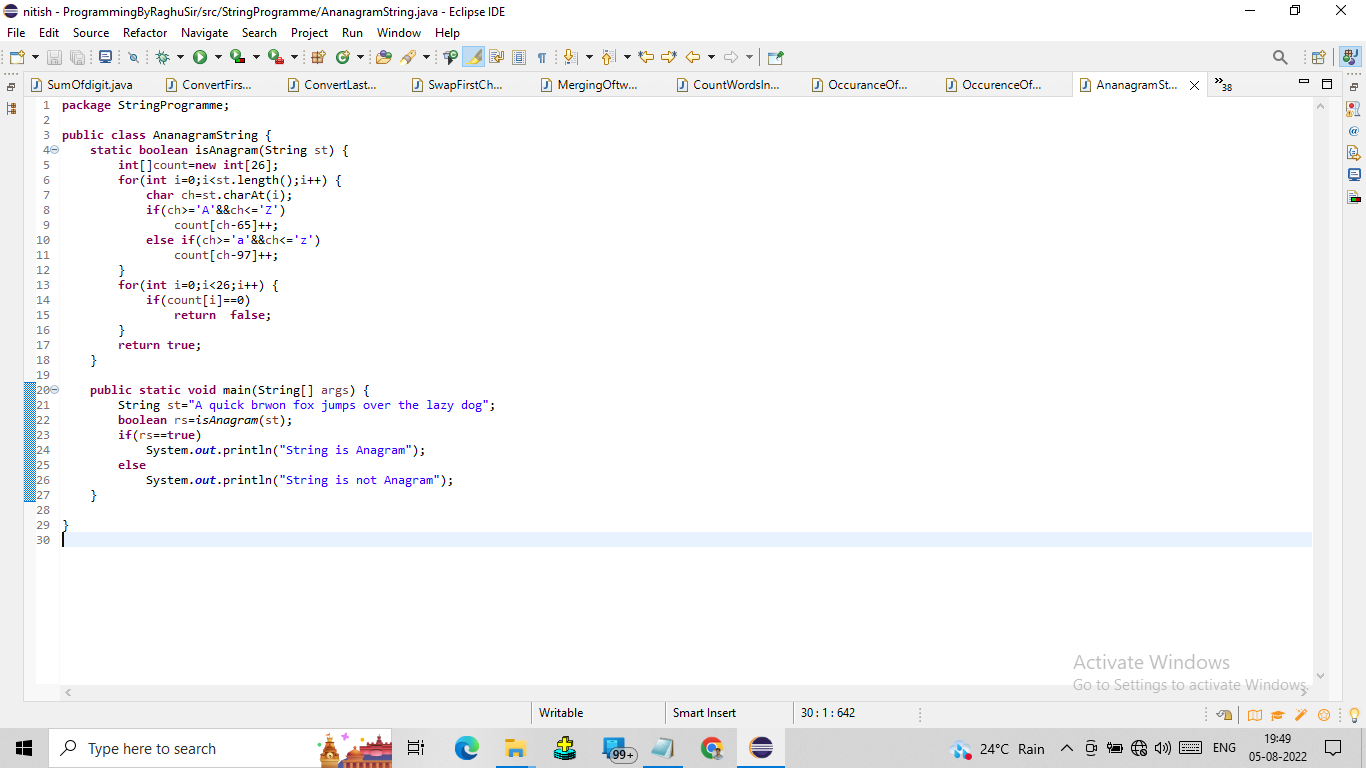 nitish - ProgrammingByRaghuSir/src/StringProgramme/AnanagramString.java - Eclipse IDE
File Edit Source Refactor Navigate Search Project Run Window Help
SumOfdigit.java ConvertFirs... ConvertLast... SwapFirstCh... MergingOftw... CountWordsIn... OccuranceOf... OccurenceOf... AnanagramSt... 38
1 package StringProgramme;
2
3 public class AnanagramString {
4 static boolean isAnagram(String st) {
5 int[]count=new int[26];
6 for(int i=0;i<st.length();i++) {
7 char ch=st.charAt(i);
8 if(ch>='A'&&ch<='Z')
9 count[ch-65]++;
10 else if(ch>='a'&&ch<='z')
11 count[ch-97]++;
12 }
13 for(int i=0;i<26;i++) {
14 if(count[i]==0)
15 return  false;
16 }
17 return true;
18 }
19
20 public static void main(String[] args) {
21 String st="A quick brwon fox jumps over the lazy dog";
22 boolean rs=isAnagram(st);
23 if(rs==true)
24 System.out.println("String is Anagram");
25 else
26 System.out.println("String is not Anagram");
27 }
28
29 }
30
Activate Windows
Go to Settings to activate Windows.
Writable Smart Insert 30 : 1 : 642
Type here to search 99+ 24°C Rain ENG 19:49
05-08-2022